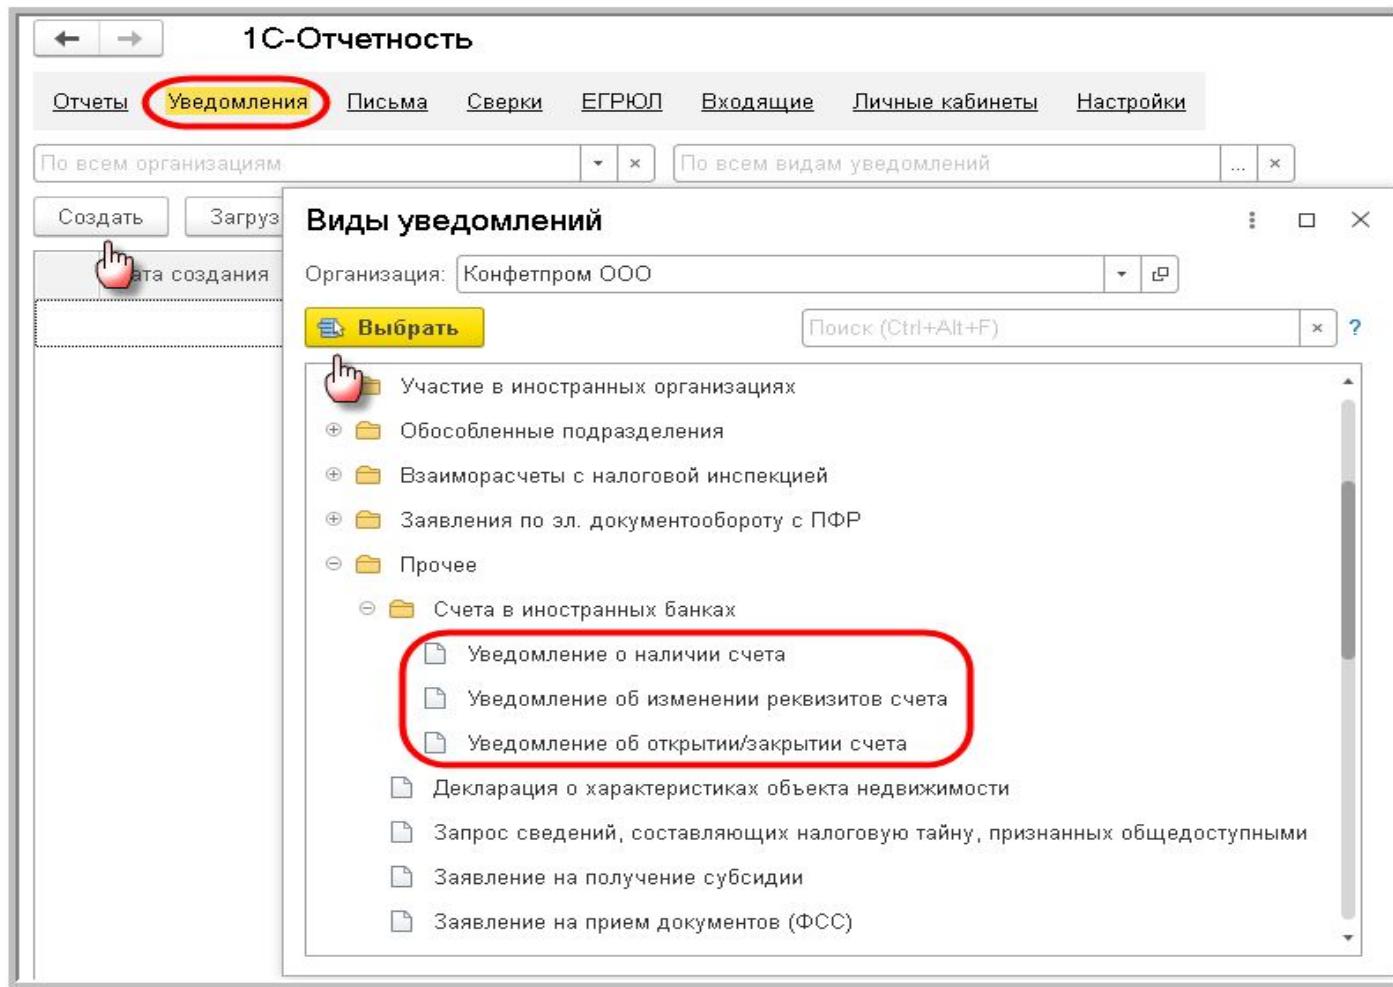 1С-Отчетность
Отчеты Уведомления Письма Сверки ЕГРЮЛ Входящие Личные кабинеты Настройки
По всем организациям По всем видам уведомлений ...
Создать Загруз
Виды уведомлений
ата создания
Организация: Конфетпром ООО
Выбрать Поиск (Ctrl+Alt+F) ?
Участие в иностранных организациях
Обособленные подразделения
Взаиморасчеты с налоговой инспекцией
Заявления по эл. документообороту с ПФР
Прочее
Счета в иностранных банках
Уведомление о наличии счета
Уведомление об изменении реквизитов счета
Уведомление об открытии/закрытии счета
Декларация о характеристиках объекта недвижимости
Запрос сведений, составляющих налоговую тайну, признанных общедоступными
Заявление на получение субсидии
Заявление на прием документов (ФСС)